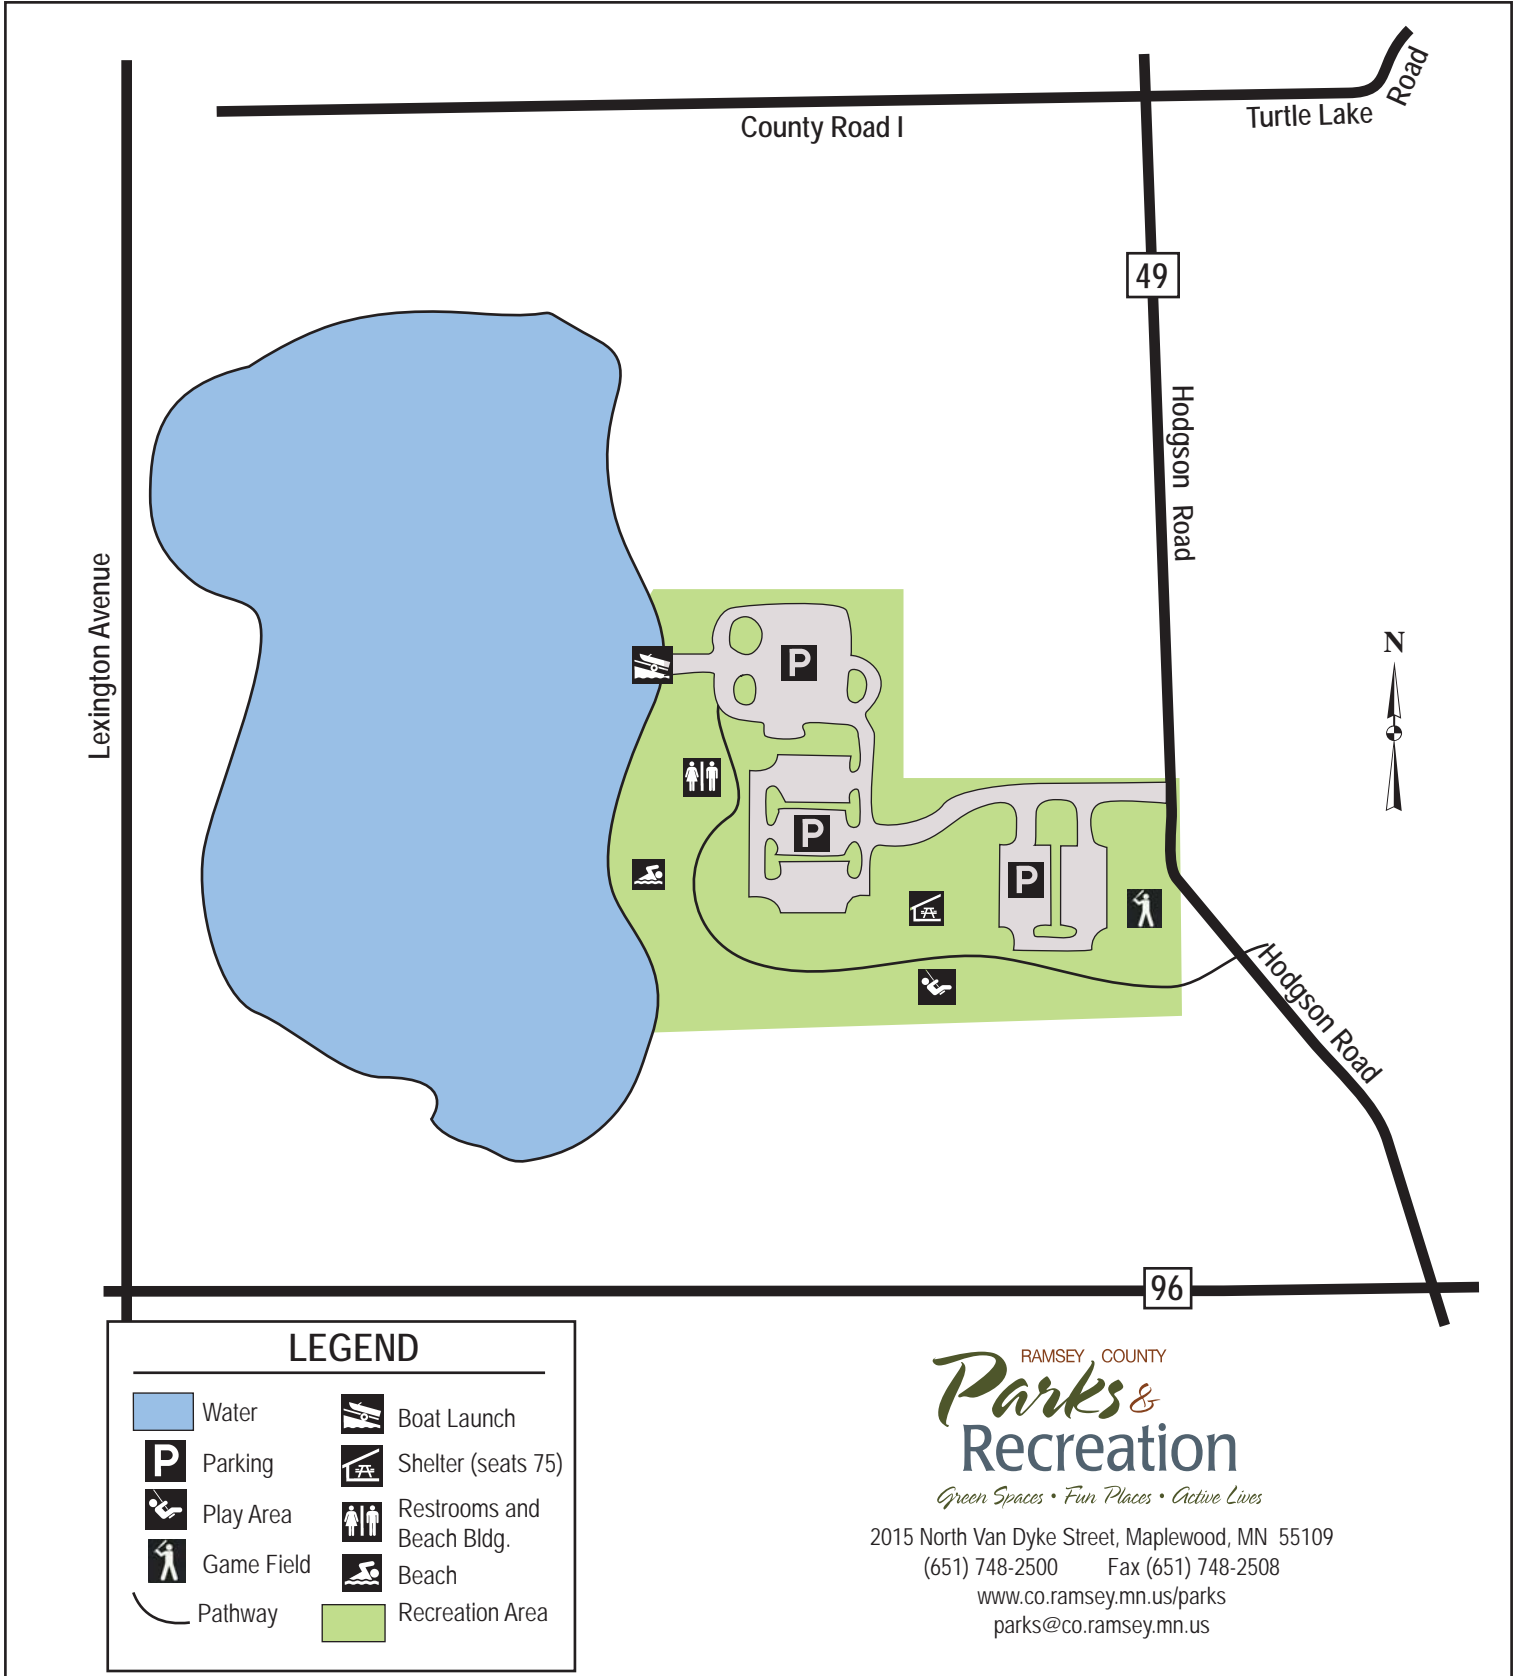 Road
Turtle Lake
County Road I
49
Hodgson Road
Lexington Avenue
N
P
P
P
Hodgson Road
96
LEGEND
Water
P Parking
Play Area
Game Field
Pathway
Boat Launch
Shelter (seats 75)
Restrooms and
Beach Bldg.
Beach
Recreation Area
RAMSEY COUNTY
Parks &
Recreation
Green Spaces • Fun Places • Active Lives
2015 North Van Dyke Street, Maplewood, MN 55109
(651) 748-2500 Fax (651) 748-2508
www.co.ramsey.mn.us/parks
parks@co.ramsey.mn.us